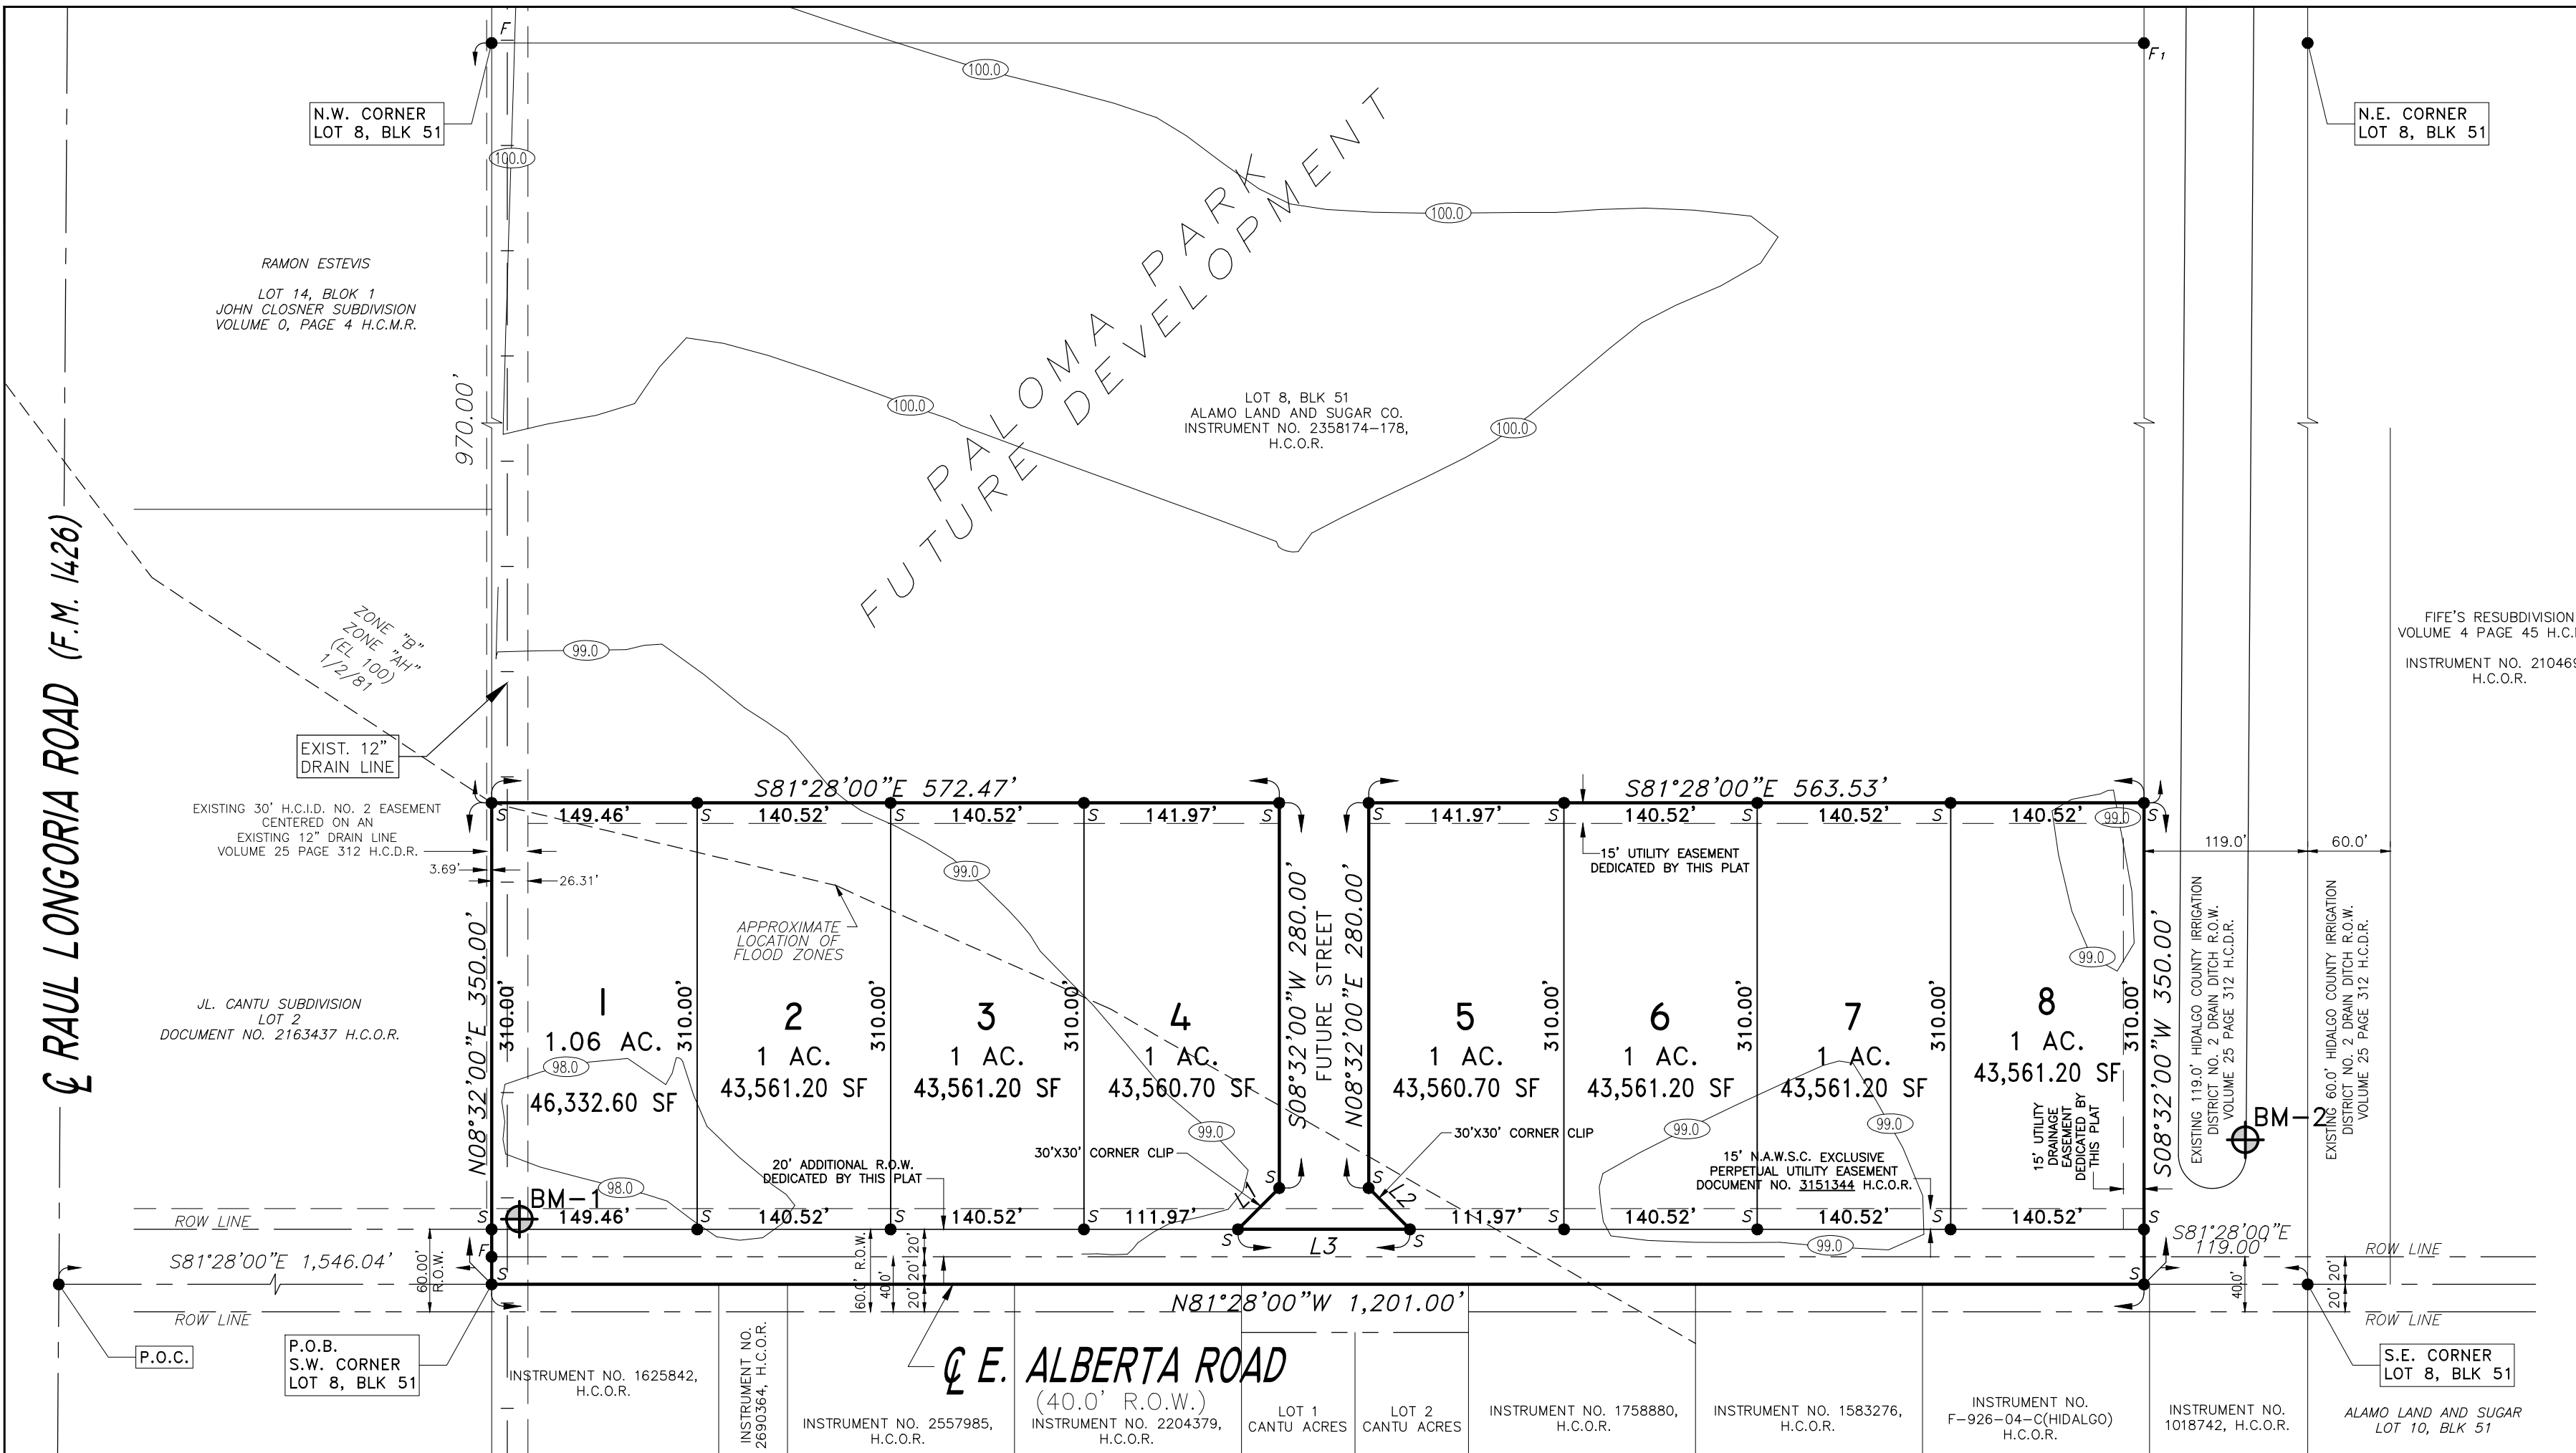 F
F1
N.W. CORNER
LOT 8, BLK 51
N.E. CORNER
LOT 8, BLK 51
100.0
100.0
100.0
100.0
100.0
PALOMA PARK
FUTURE DEVELOPMENT
RAMON ESTEVIS
LOT 14, BLOK 1
JOHN CLOSNER SUBDIVISION
VOLUME 0, PAGE 4 H.C.M.R.
970.00'
LOT 8, BLK 51
ALAMO LAND AND SUGAR CO.
INSTRUMENT NO. 2358174-178,
H.C.O.R.
℄ RAUL LONGORIA ROAD (F.M. 1426)
ZONE "B"
ZONE "AH"
(EL 100)
1/2/81
99.0
FIFE'S RESUBDIVISION
VOLUME 4 PAGE 45 H.C.
INSTRUMENT NO. 210469
H.C.O.R.
EXIST. 12"
DRAIN LINE
EXISTING 30' H.C.I.D. NO. 2 EASEMENT
CENTERED ON AN
EXISTING 12" DRAIN LINE
VOLUME 25 PAGE 312 H.C.D.R.
3.69'
26.31'
S81°28'00"E 572.47'
S81°28'00"E 563.53'
S
149.46'
S
140.52'
S
140.52'
S
141.97'
141.97'
S
140.52'
S
140.52'
S
140.52'
S
99.0
15' UTILITY EASEMENT
DEDICATED BY THIS PLAT
119.0'
60.0'
99.0
99.0
APPROXIMATE
LOCATION OF
FLOOD ZONES
JL. CANTU SUBDIVISION
LOT 2
DOCUMENT NO. 2163437 H.C.O.R.
N08°32'00"E 350.00'
310.00'
1
1.06 AC.
46,332.60 SF
98.0
98.0
310.00'
2
1 AC.
43,561.20 SF
310.00'
3
1 AC.
43,561.20 SF
310.00'
4
1 AC.
43,560.70 SF
99.0
S08°32'00"W 280.00'
FUTURE STREET
N08°32'00"E 280.00'
5
1 AC.
43,560.70 SF
310.00'
6
1 AC.
43,561.20 SF
99.0
310.00'
7
1 AC.
43,561.20 SF
99.0
310.00'
8
1 AC.
43,561.20 SF
310.00'
S08°32'00"W 350.00'
15' UTILITY
DRAINAGE
EASEMENT
DEDICATED BY
THIS PLAT
EXISTING 119.0' HIDALGO COUNTY IRRIGATION
DISTRICT NO. 2 DRAIN DITCH R.O.W.
VOLUME 25 PAGE 312 H.C.D.R.
BM-2
EXISTING 60.0' HIDALGO COUNTY IRRIGATION
DISTRICT NO. 2 DRAIN DITCH R.O.W.
VOLUME 25 PAGE 312 H.C.D.R.
30'X30' CORNER CLIP
30'X30' CORNER CLIP
20' ADDITIONAL R.O.W.
DEDICATED BY THIS PLAT
15' N.A.W.S.C. EXCLUSIVE
PERPETUAL UTILITY EASEMENT
DOCUMENT NO. 3151344 H.C.O.R.
S
L1
S
L2
BM-1
ROW LINE
S
149.46'
S
140.52'
S
140.52'
S
111.97'
S
L3
S
111.97'
S
140.52'
S
140.52'
S
140.52'
S
99.0
S81°28'00"E 1,546.04'
60.00'
R.O.W.
F
S
60.0' R.O.W.
40.0'
20'
20'
20'
S
S81°28'00"E
119.00'
ROW LINE
40.0'
20'
20'
ROW LINE
N81°28'00"W 1,201.00'
ROW LINE
P.O.C.
P.O.B.
S.W. CORNER
LOT 8, BLK 51
℄ E. ALBERTA ROAD
(40.0' R.O.W.)
S.E. CORNER
LOT 8, BLK 51
INSTRUMENT NO. 1625842,
H.C.O.R.
INSTRUMENT NO.
2690364, H.C.O.R.
INSTRUMENT NO. 2557985,
H.C.O.R.
INSTRUMENT NO. 2204379,
H.C.O.R.
LOT 1
CANTU ACRES
LOT 2
CANTU ACRES
INSTRUMENT NO. 1758880,
H.C.O.R.
INSTRUMENT NO. 1583276,
H.C.O.R.
INSTRUMENT NO.
F-926-04-C(HIDALGO)
H.C.O.R.
INSTRUMENT NO.
1018742, H.C.O.R.
ALAMO LAND AND SUGAR
LOT 10, BLK 51